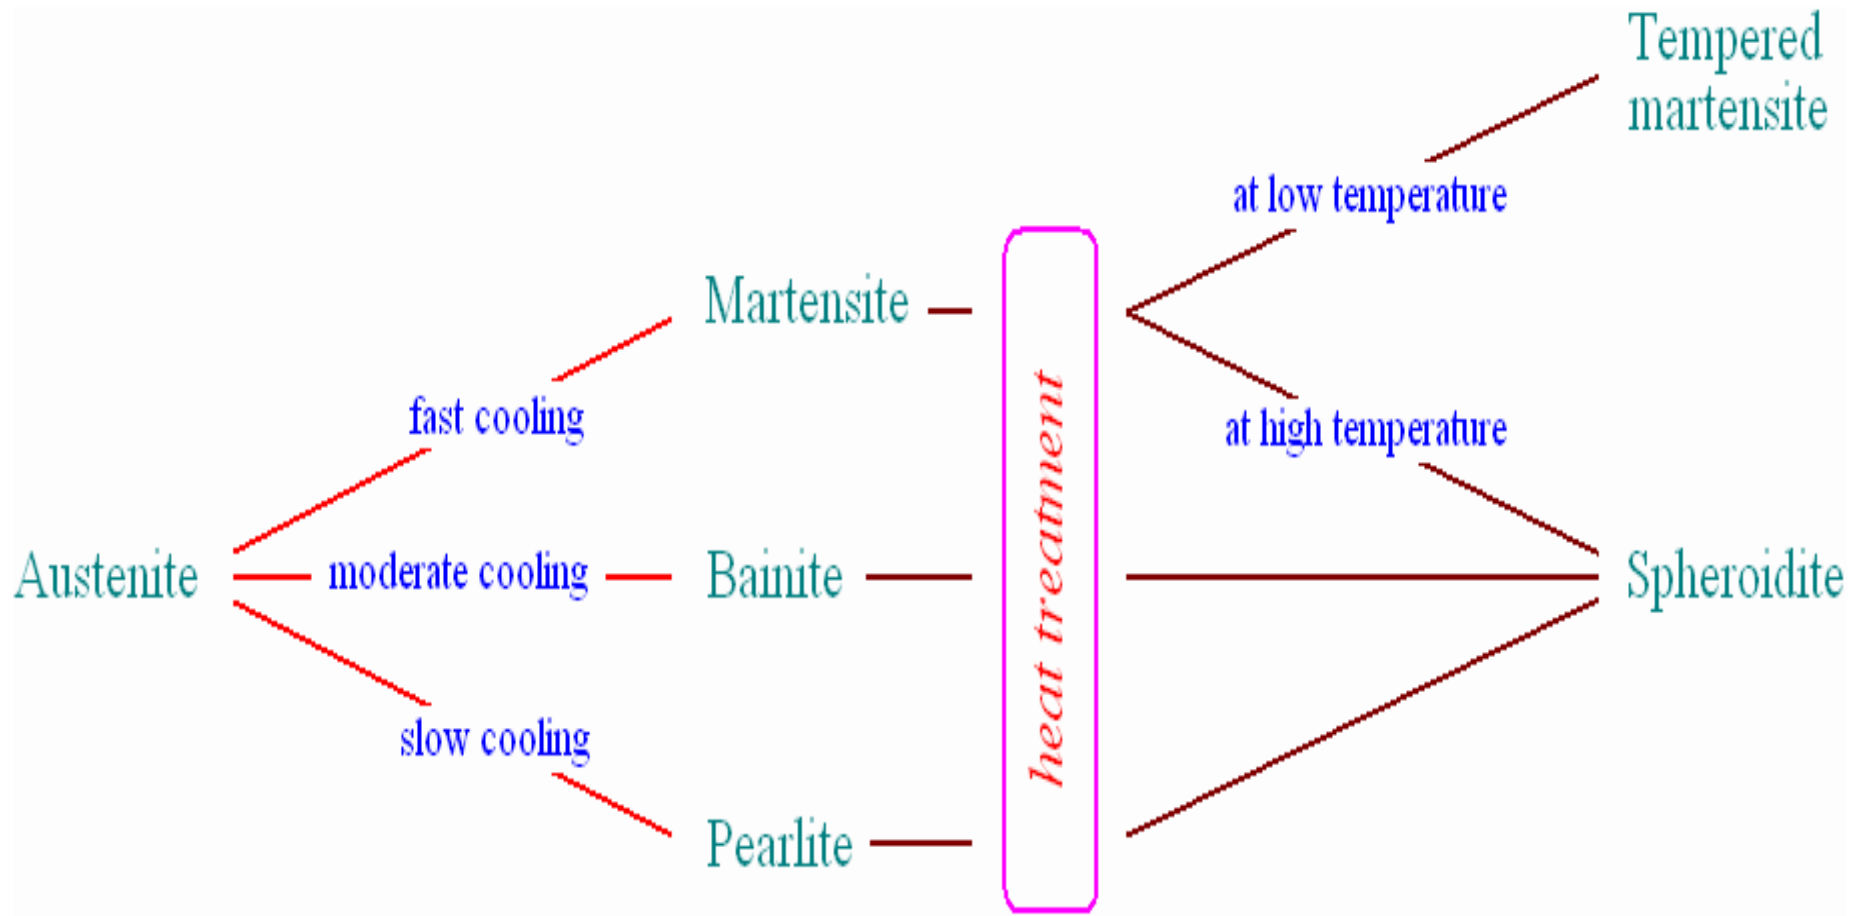 Tempered
martensite
at low temperature
Martensite
fast cooling
at high temperature
heat treatment
Austenite
moderate cooling
Bainite
Spheroidite
slow cooling
Pearlite